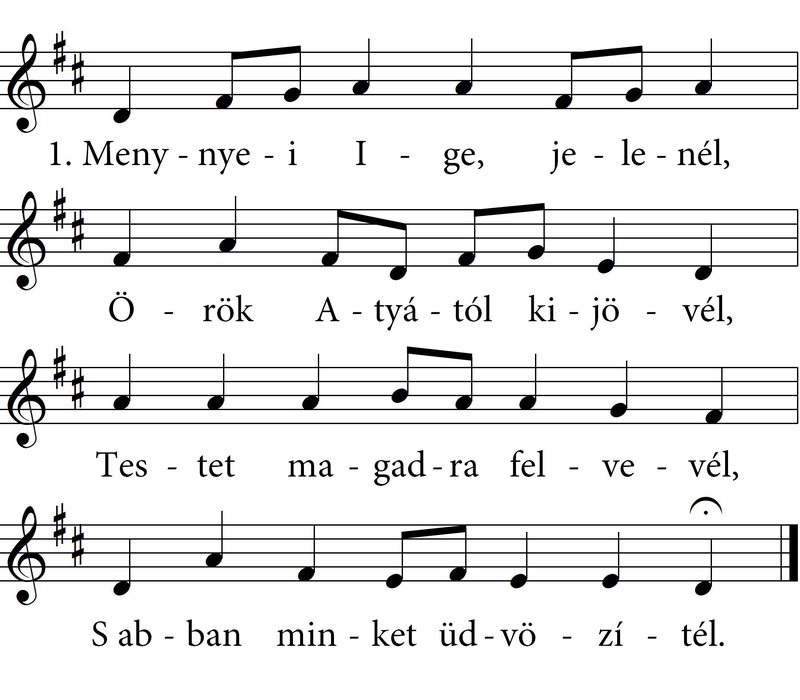 1. Meny - nye - i I - ge, je - le - nél,
Ö - rök A - tyá - tól ki - jö - vél,
Tes - tet ma - gad - ra fel - ve - vél,
S ab - ban min - ket üd - vö - zí - tél.